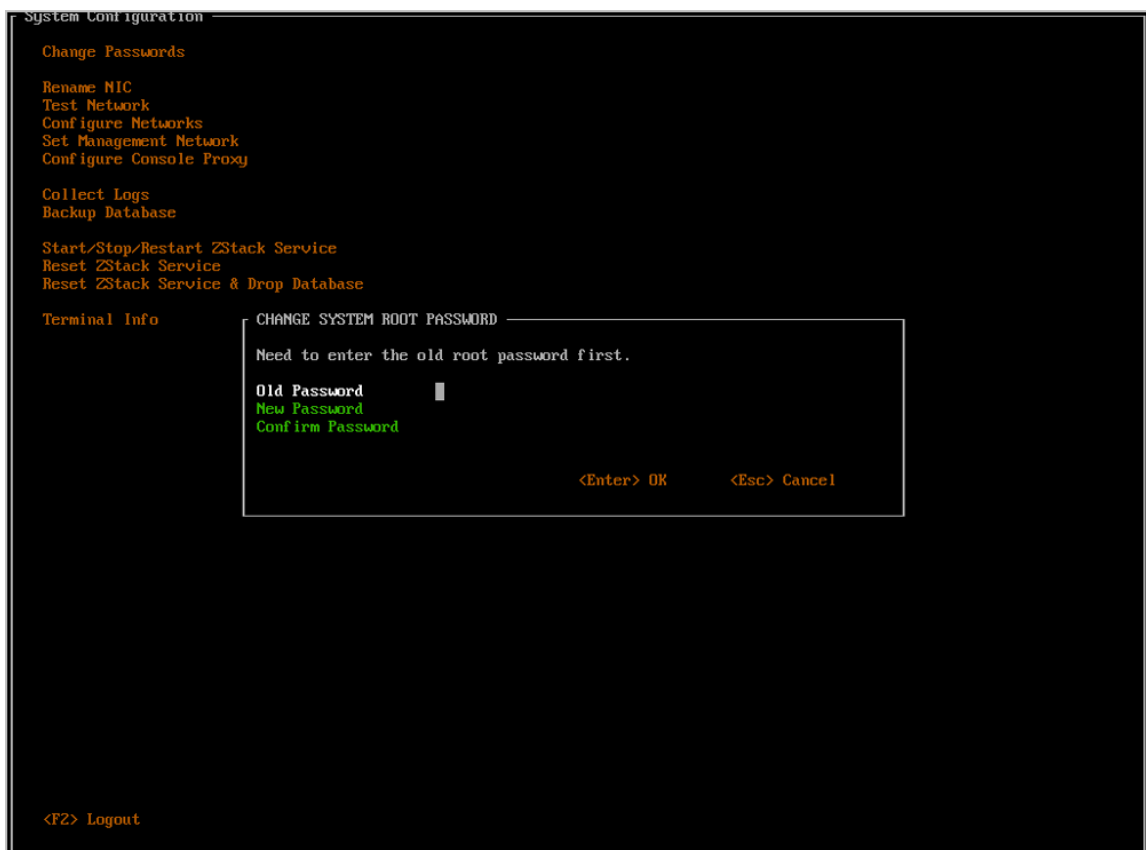 System Configuration
Change Passwords
Rename NIC
Test Network
Configure Networks
Set Management Network
Configure Console Proxy
Collect Logs
Backup Database
Start/Stop/Restart ZStack Service
Reset ZStack Service
Reset ZStack Service & Drop Database
Terminal Info
CHANGE SYSTEM ROOT PASSWORD
Need to enter the old root password first.
Old Password
New Password
Confirm Password
<Enter> OK <Esc> Cancel
<F2> Logout